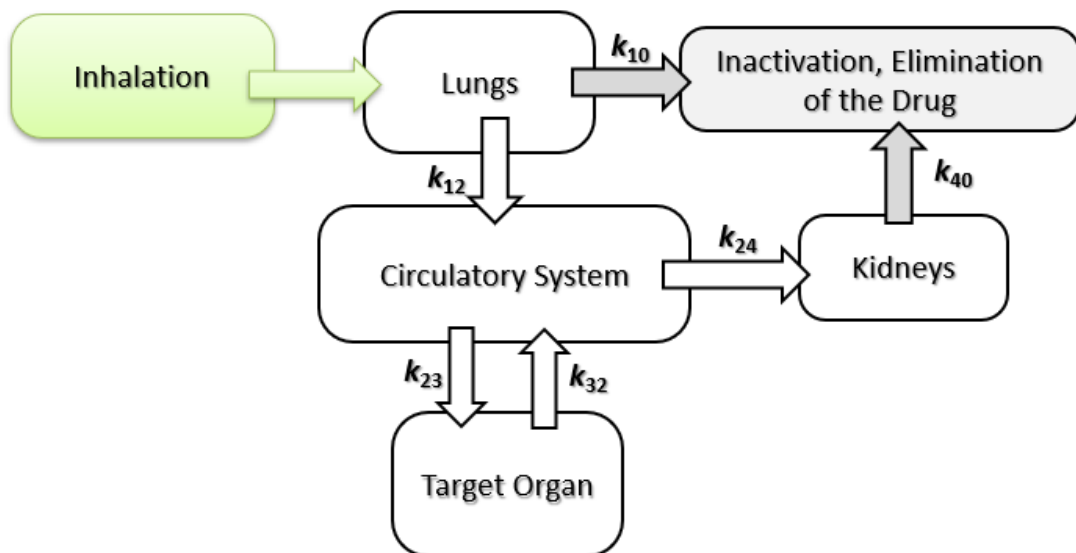 Inhalation
Lungs
k10
Inactivation, Elimination
of the Drug
k12
k40
Circulatory System
k24
Kidneys
k23
k32
Target Organ